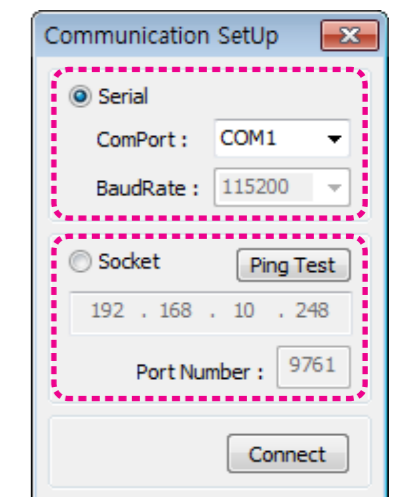 Communication SetUp
Serial
ComPort : COM1
BaudRate : 115200
Socket Ping Test
192 . 168 . 10 . 248
Port Number : 9761
Connect